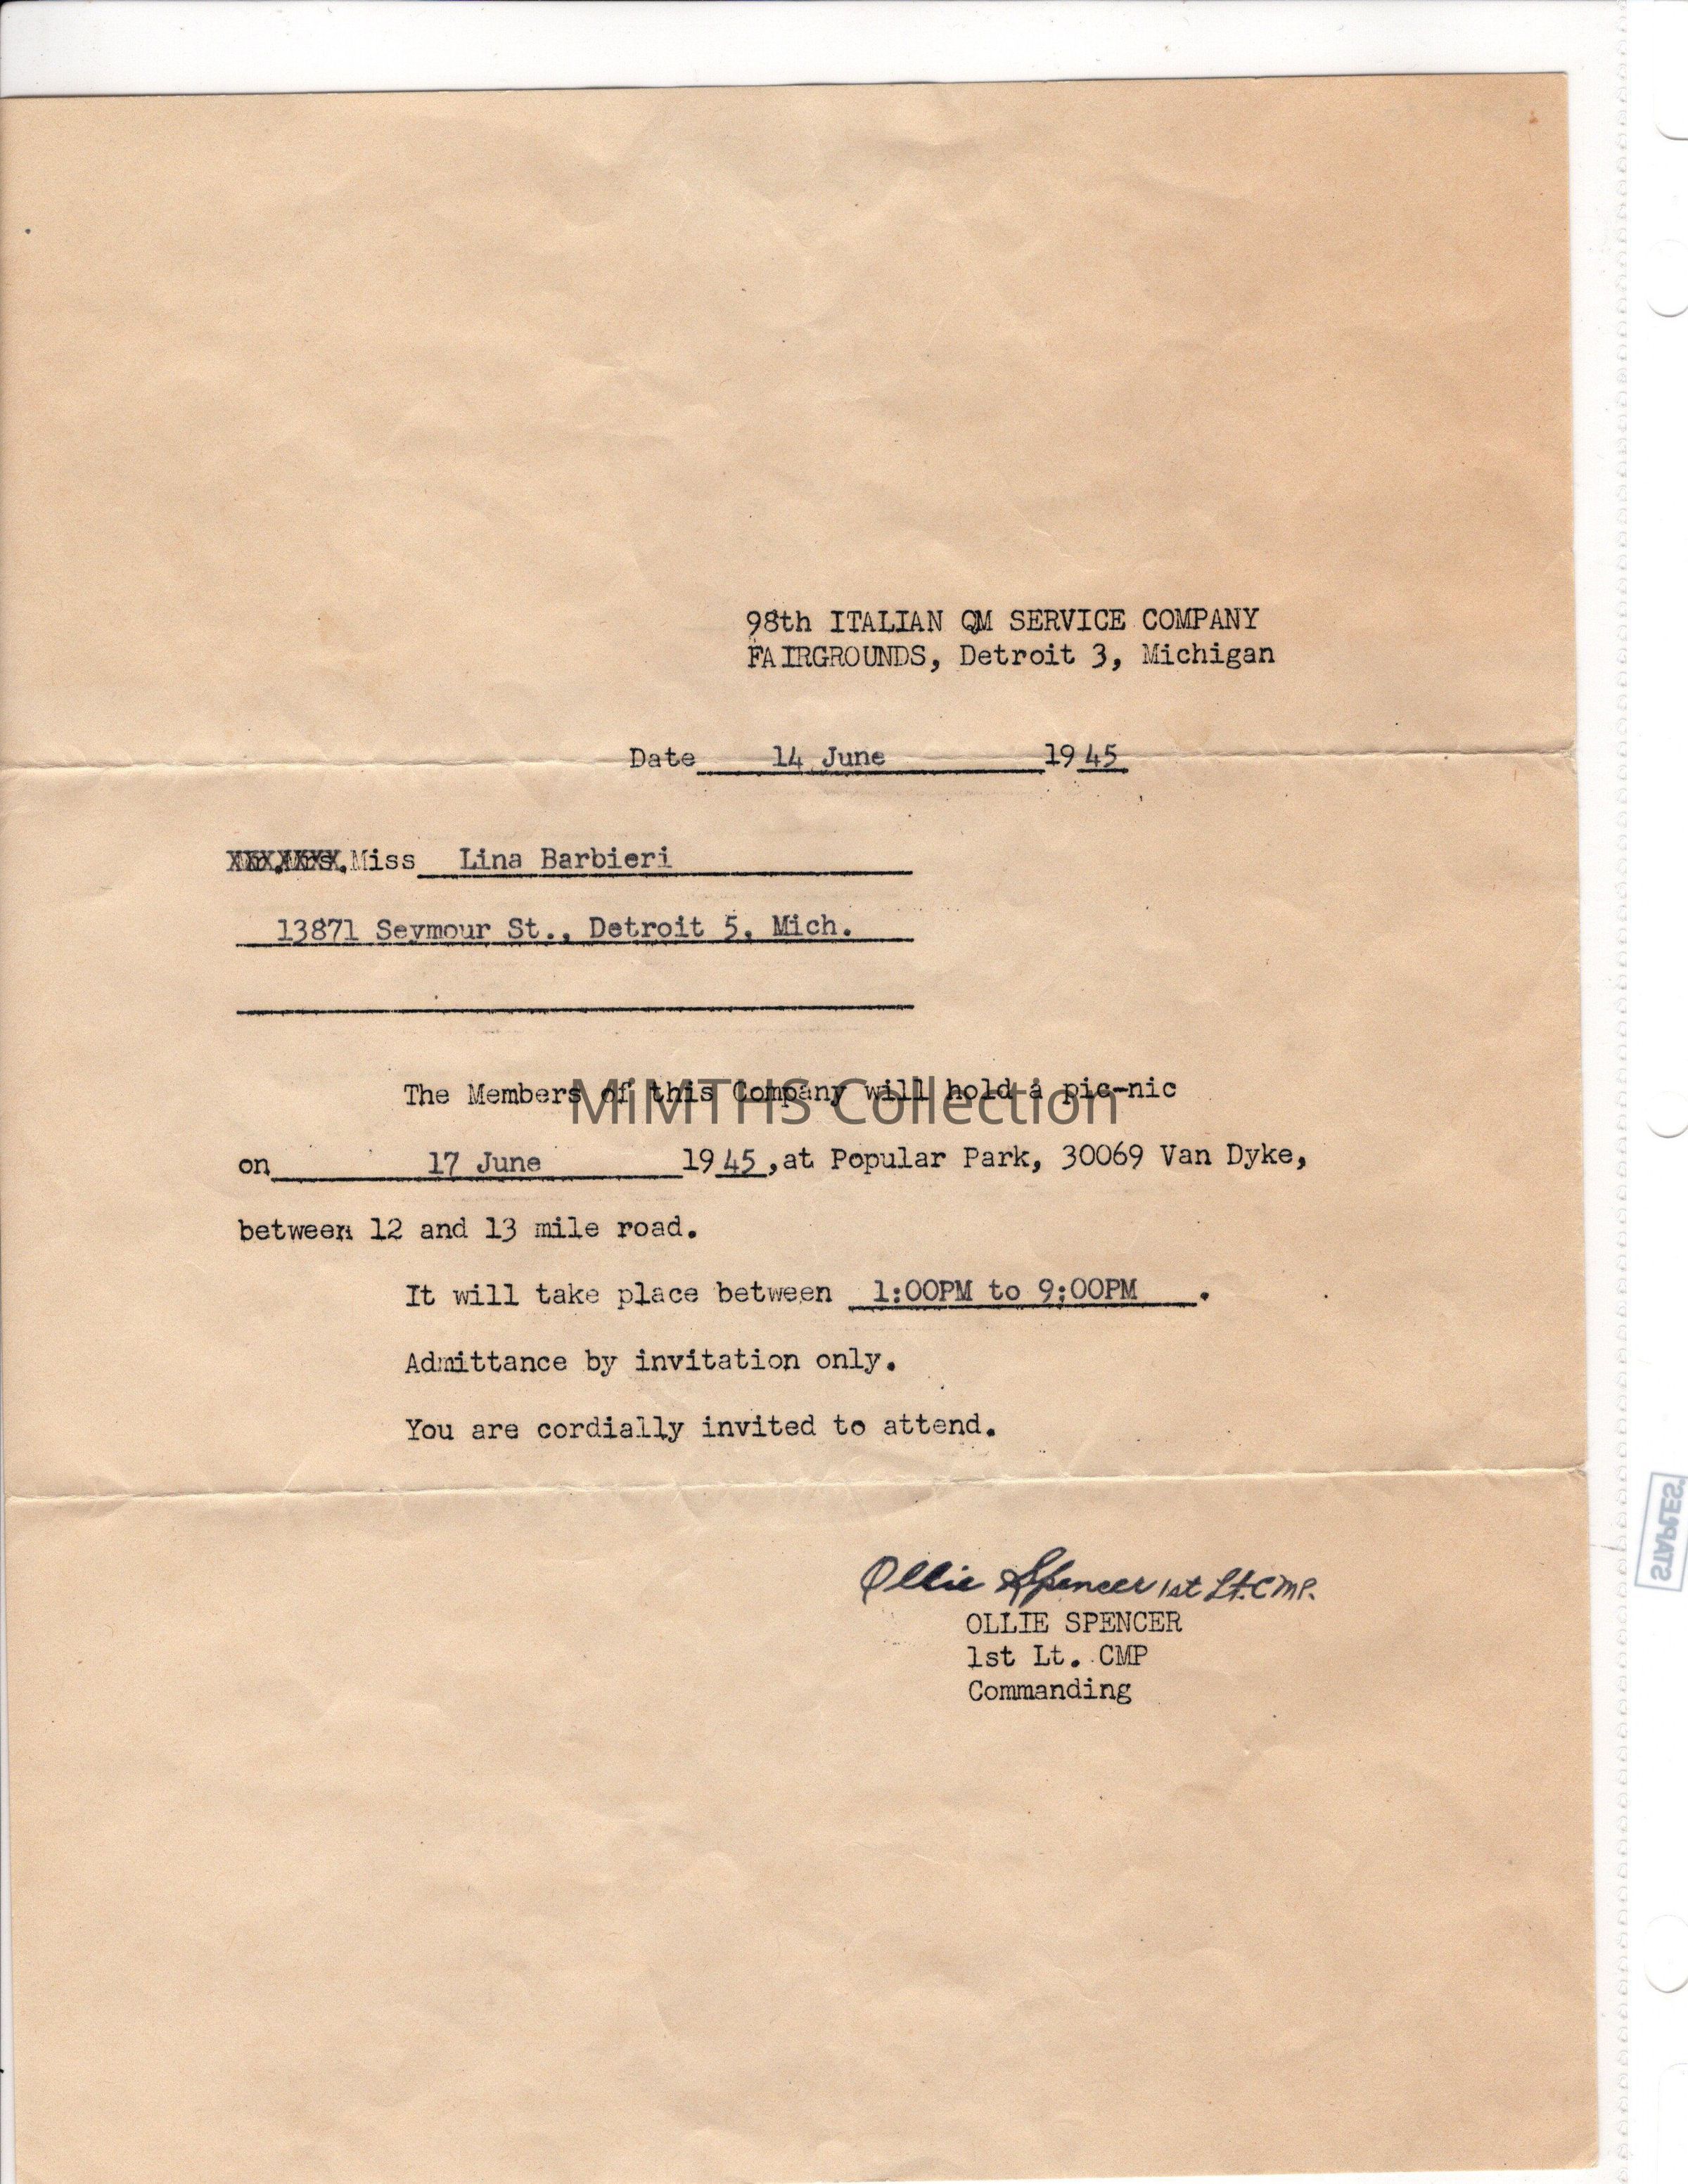 98th ITALIAN QM SERVICE COMPANY
FAIRGROUNDS, Detroit 3, Michigan
Date 14 June 1945
Miss Lina Barbieri
13871 Seymour St., Detroit 5, Mich.
The Members of this Company will hold a pic-nic
MiMTHS Collection
on 17 June 1945, at Popular Park, 30069 Van Dyke,
between 12 and 13 mile road.
It will take place between 1:00PM to 9:00PM.
Admittance by invitation only.
You are cordially invited to attend.
Ollie Spencer 1st Lt. CMP.
OLLIE SPENCER
1st Lt. CMP
Commanding
STAPLES